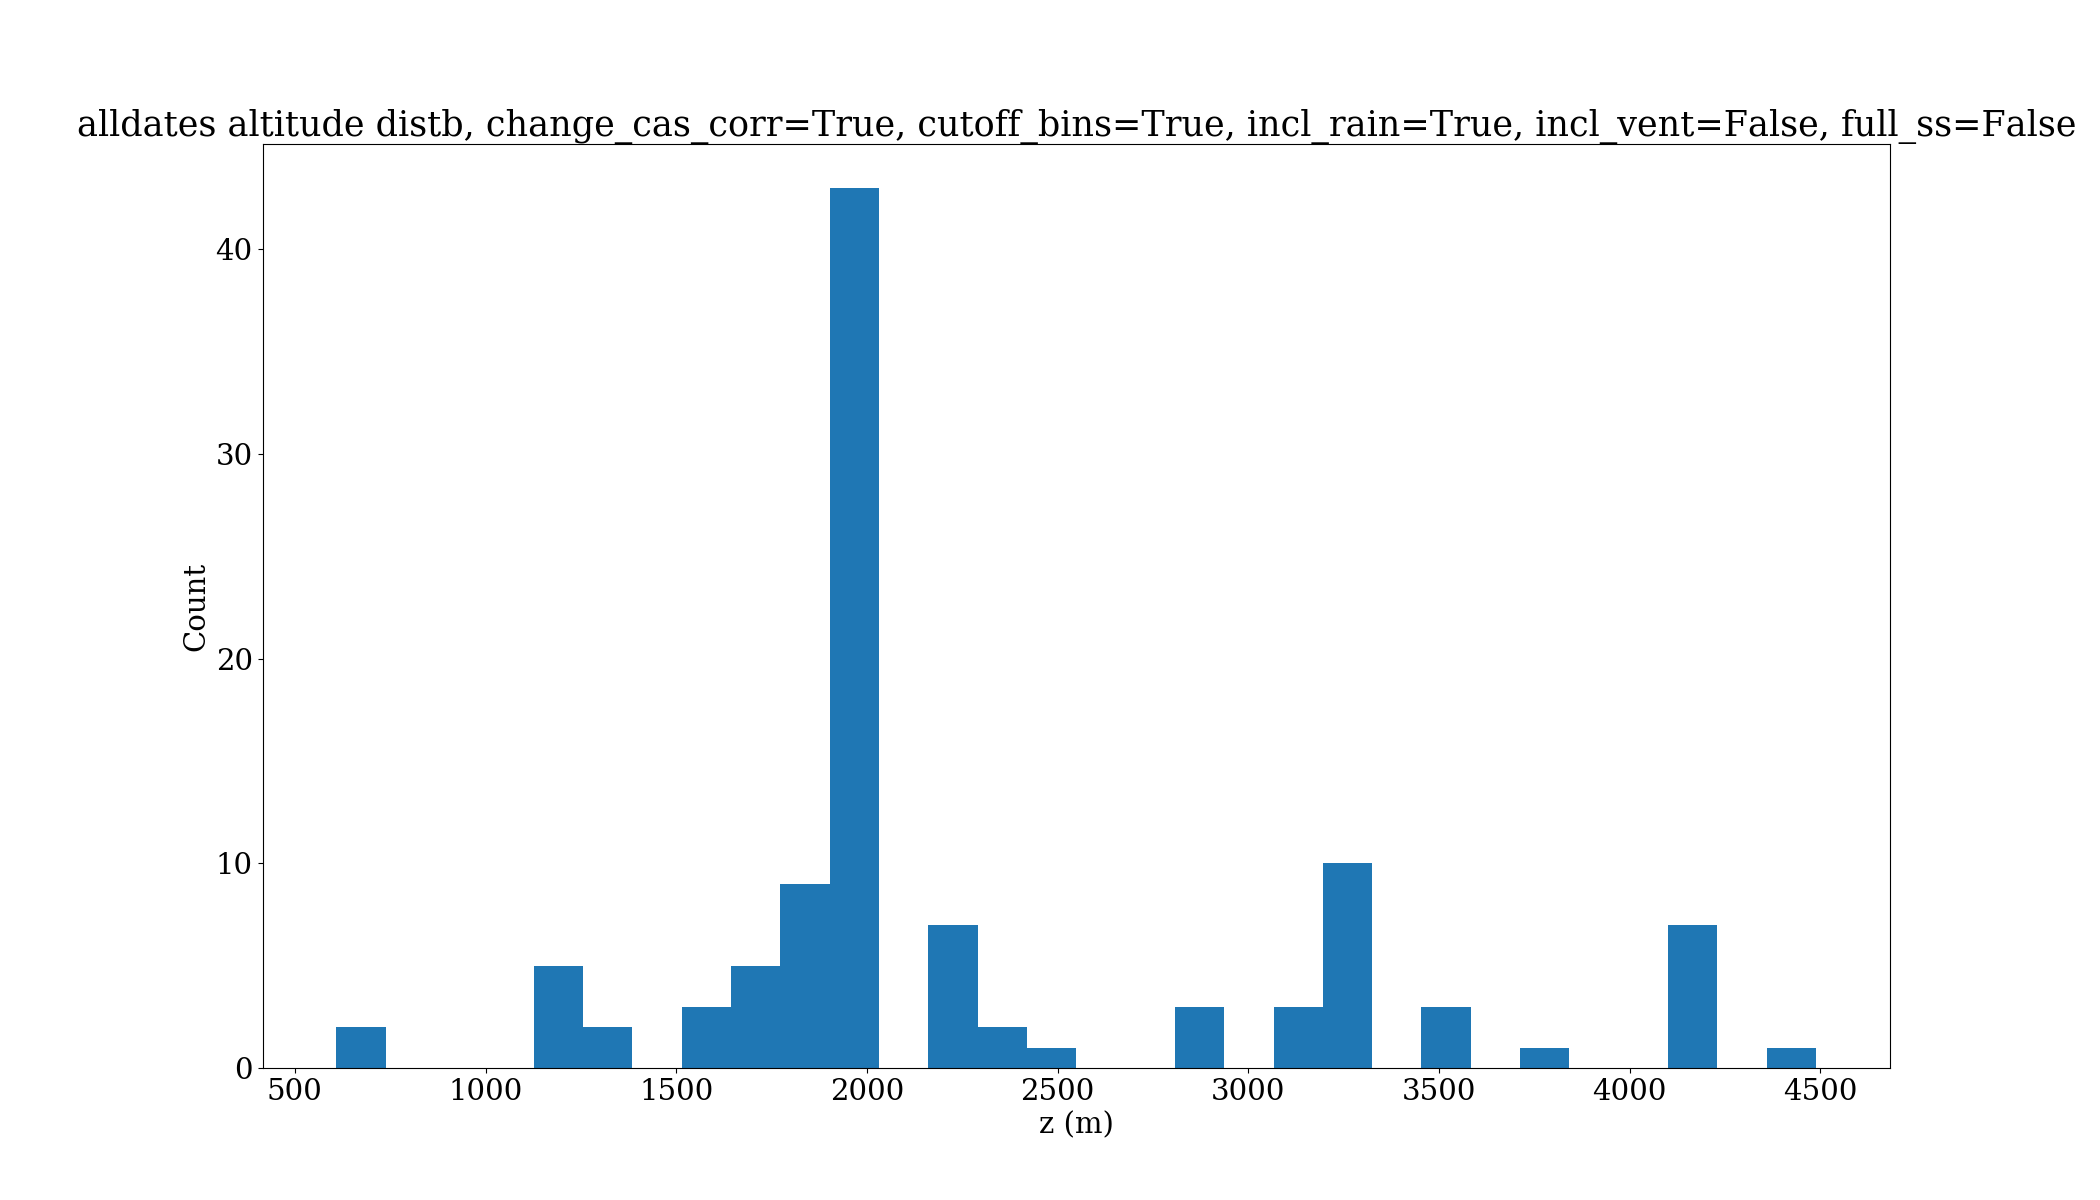 alldates altitude distb, change_cas_corr=True, cutoff_bins=True, incl_rain=True, incl_vent=False, full_ss=False
40
30
20
10
0
Count
500 1000 1500 2000 2500 3000 3500 4000 4500
z (m)